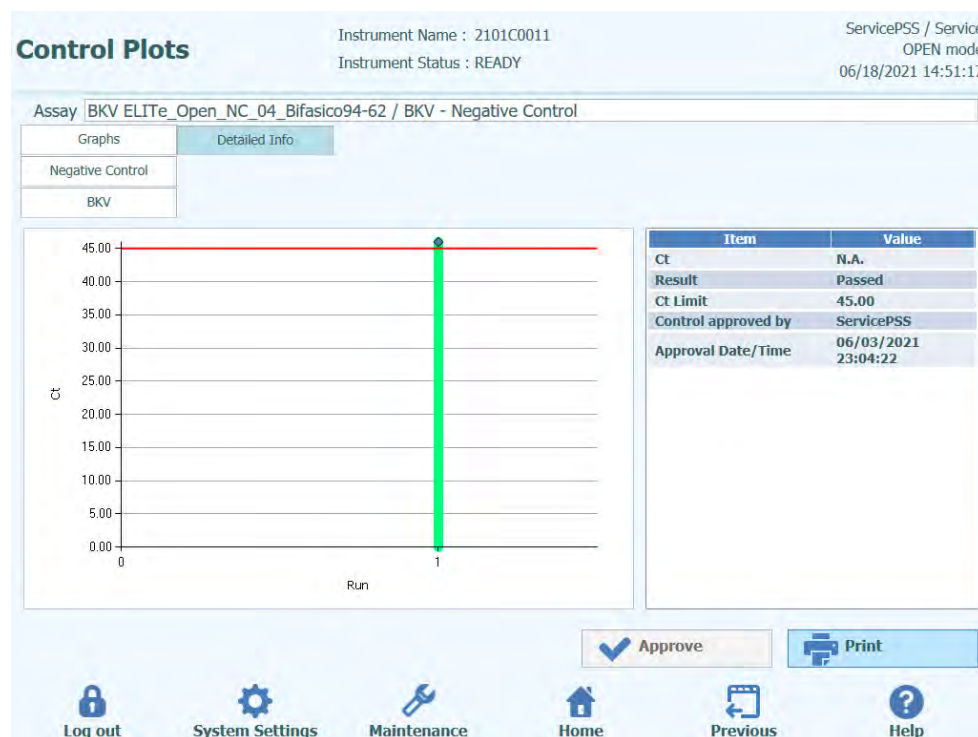 Control Plots
Instrument Name : 2101C0011
Instrument Status : READY
ServicePSS / Service
OPEN mode
06/18/2021 14:51:17
Assay BKV ELITe_Open_NC_04_Bifasico94-62 / BKV - Negative Control
Graphs
Detailed Info
Negative Control
BKV
45.00
40.00
35.00
30.00
25.00
20.00
15.00
10.00
5.00
0.00
Ct
0
1
Run
Item Value
Ct N.A.
Result Passed
Ct Limit 45.00
Control approved by ServicePSS
Approval Date/Time 06/03/2021
23:04:22
Approve
Print
Log out
System Settings
Maintenance
Home
Previous
Help